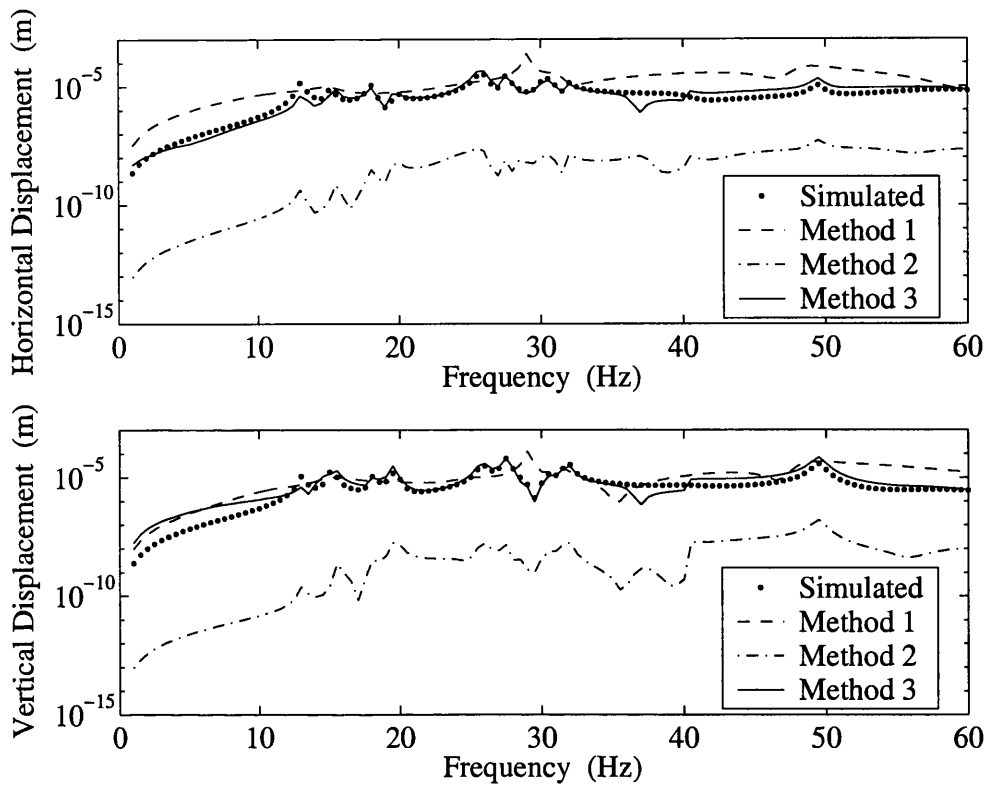 Horizontal Displacement (m)
10^-5
10^-10
10^-15
Simulated
Method 1
Method 2
Method 3
0 10 20 30 40 50 60
Frequency (Hz)
Vertical Displacement (m)
10^-5
10^-10
10^-15
Simulated
Method 1
Method 2
Method 3
0 10 20 30 40 50 60
Frequency (Hz)